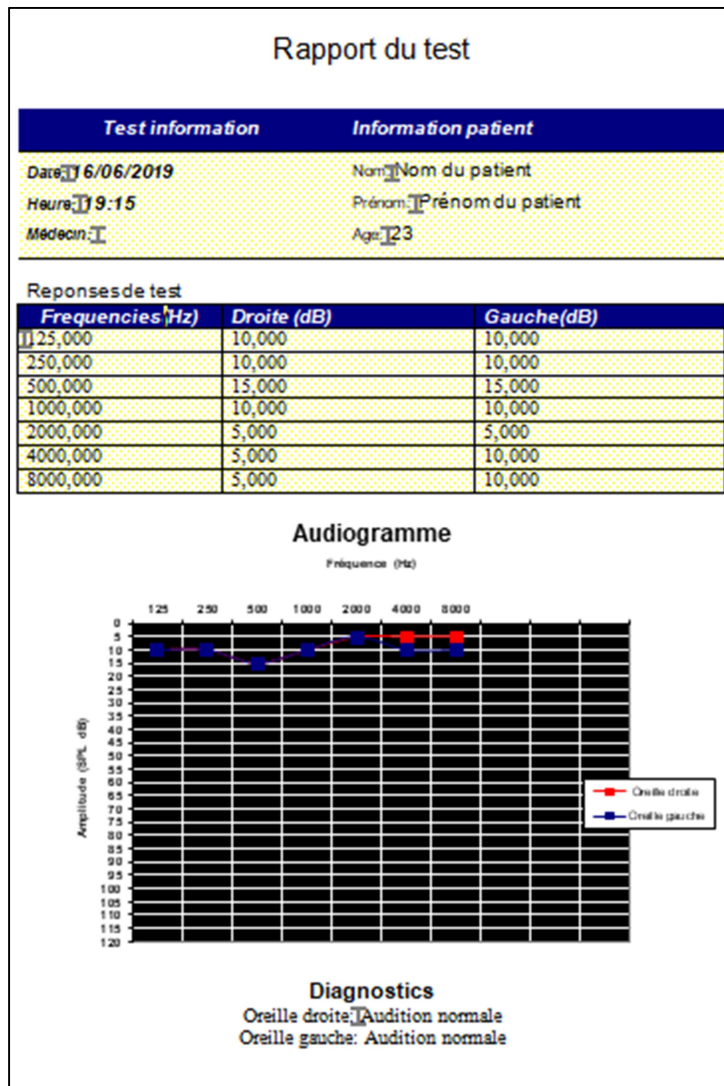 Rapport du test
Test information Information patient
Date: 16/06/2019 Nom: Nom du patient
Heure: 19:15 Prénom: Prénom du patient
Médecin: Age: 23
Reponses de test
Frequencies (Hz) Droite (dB) Gauche(dB)
125,000 10,000 10,000
250,000 10,000 10,000
500,000 15,000 15,000
1000,000 10,000 10,000
2000,000 5,000 5,000
4000,000 5,000 10,000
8000,000 5,000 10,000
Audiogramme
Fréquence (Hz)
125 250 500 1000 2000 4000 8000
0
5
10
15
20
25
30
35
40
45
50
55
60
65
70
75
80
85
90
95
100
105
110
115
120
Amplitude (SPL dB)
Oreille droite
Oreille gauche
Diagnostics
Oreille droite: Audition normale
Oreille gauche: Audition normale